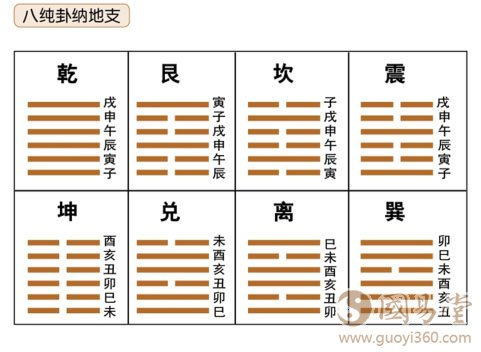 八纯卦纳地支
乾
戌
申
午
辰
寅
子
艮
寅
子
戌
申
午
辰
坎
子
戌
申
午
辰
寅
震
戌
申
午
辰
寅
子
坤
酉
亥
丑
卯
巳
未
兑
未
酉
亥
丑
卯
巳
离
巳
未
酉
亥
丑
卯
巽
卯
巳
未
酉
亥
丑
國易堂
www.guoyi360.com